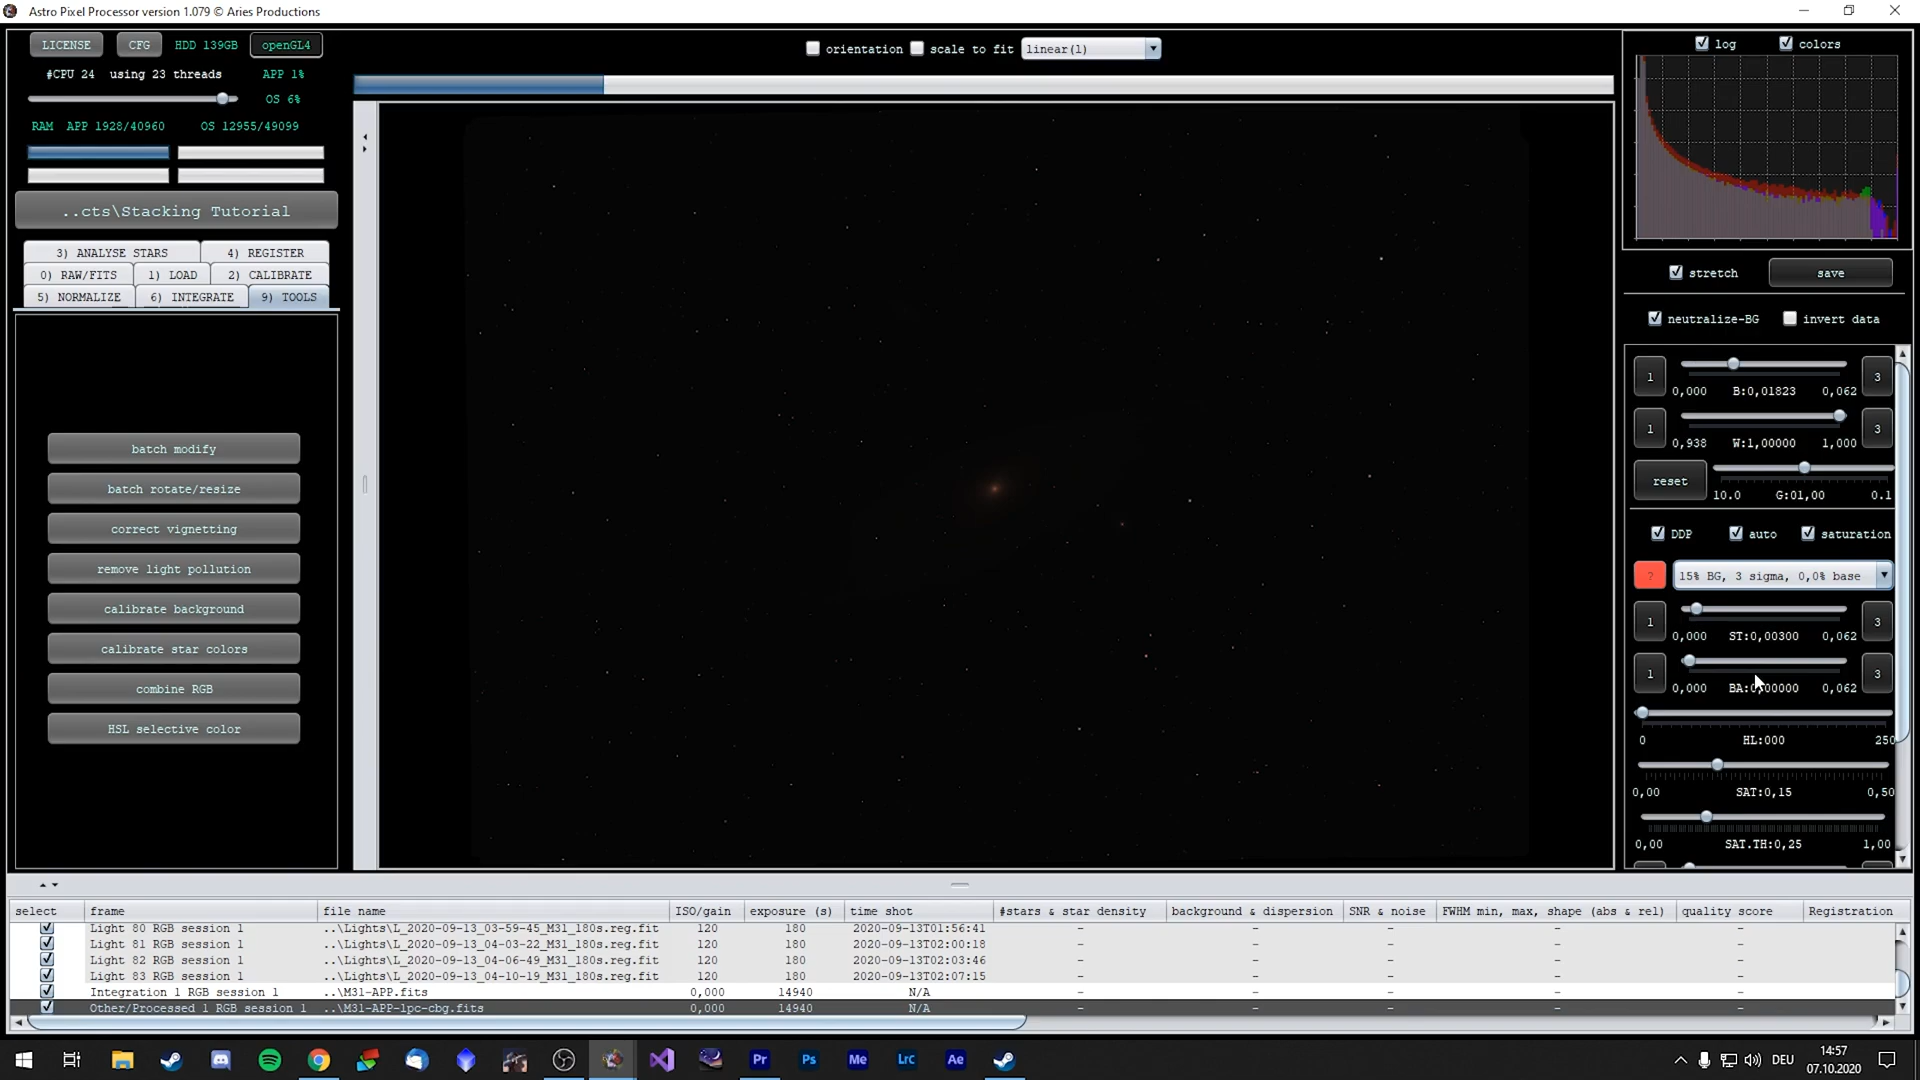 Astro Pixel Processor version 1.079 © Aries Productions
LICENSE CFG HDD 139GB openGL4
#CPU 24 using 23 threads APP 1%
OS 6%
RAM APP 1928/40960 OS 12955/49099
..cts\Stacking Tutorial
3) ANALYSE STARS 4) REGISTER
0) RAW/FITS 1) LOAD 2) CALIBRATE
5) NORMALIZE 6) INTEGRATE 9) TOOLS
batch modify
batch rotate/resize
correct vignetting
remove light pollution
calibrate background
calibrate star colors
combine RGB
HSL selective color
orientation scale to fit linear(l)
log colors
stretch save
neutralize-BG invert data
1 0,000 B:0,01823 0,062 3
1 0,938 W:1,00000 1,000 3
reset 10.0 G:01,00 0.1
DDP auto saturation
? 15% BG, 3 sigma, 0,0% base
1 0,000 ST:0,00300 0,062 3
1 0,000 BA:0,00000 0,062 3
0 HL:000 250
0,00 SAT:0,15 0,50
0,00 SAT.TH:0,25 1,00
select frame file name ISO/gain exposure (s) time shot #stars & star density background & dispersion SNR & noise FWHM min, max, shape (abs & rel) quality score Registration
Light 80 RGB session 1 ..\Lights\L_2020-09-13_03-59-45_M31_180s.reg.fit 120 180 2020-09-13T01:56:41 - - - - -
Light 81 RGB session 1 ..\Lights\L_2020-09-13_04-03-22_M31_180s.reg.fit 120 180 2020-09-13T02:00:18 - - - - -
Light 82 RGB session 1 ..\Lights\L_2020-09-13_04-06-49_M31_180s.reg.fit 120 180 2020-09-13T02:03:46 - - - - -
Light 83 RGB session 1 ..\Lights\L_2020-09-13_04-10-19_M31_180s.reg.fit 120 180 2020-09-13T02:07:15 - - - - -
Integration 1 RGB session 1 ..\M31-APP.fits 0,000 14940 N/A - - - - -
Other/Processed 1 RGB session 1 ..\M31-APP-lpc-cbg.fits 0,000 14940 N/A - - - - -
Pr Ps Me Lrc Ae
DEU 14:57
07.10.2020